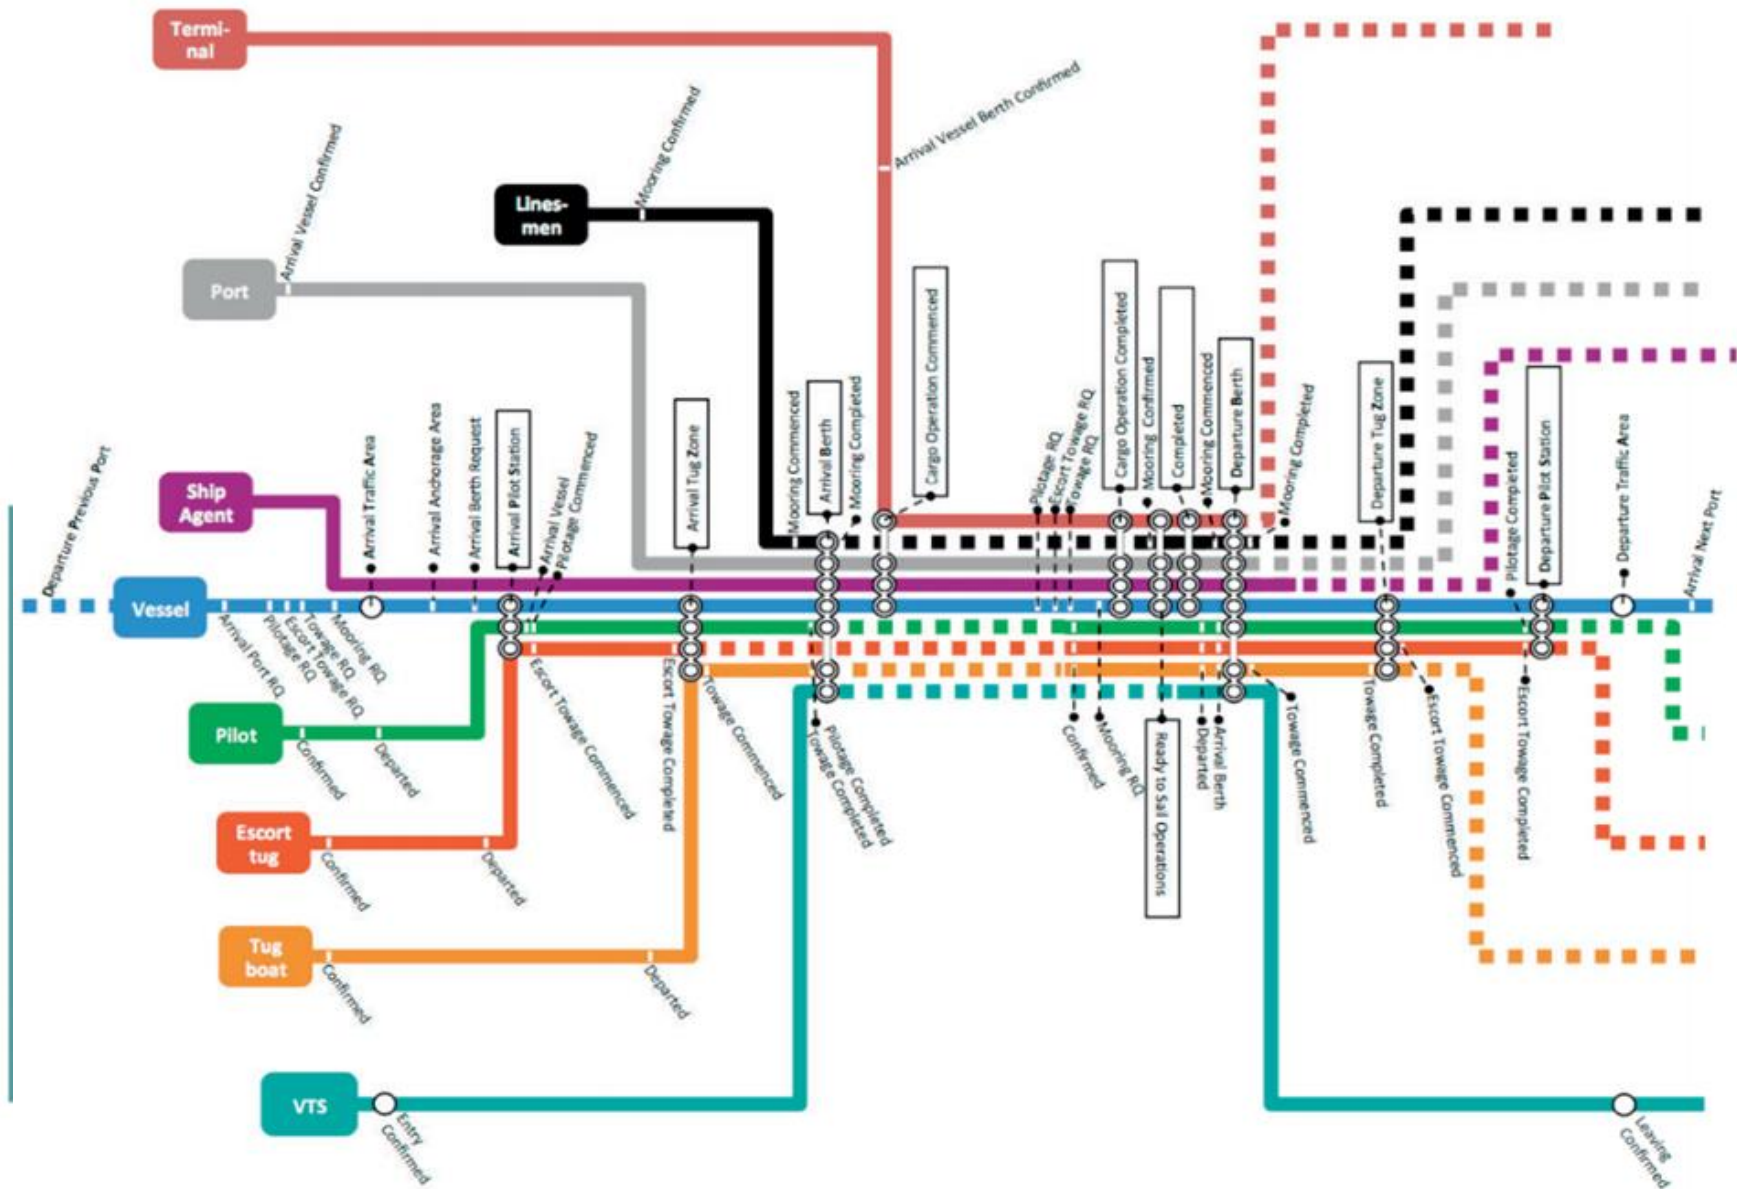 Termi-
nal
Arrival Vessel Berth Confirmed
Mooring Confirmed
Lines-
men
Arrival Vessel Confirmed
Port
Cargo Operation Commenced
Cargo Operation Completed
Mooring Confirmed
Completed
Mooring Commenced
Departure Berth
Mooring Completed
Departure Tug Zone
Pilotage Completed
Departure Pilot Station
Departure Traffic Area
Arrival Next Port
Pilotage RQ
Escort Towage RQ
Towage RQ
Mooring Commenced
Arrival Berth
Mooring Completed
Arrival Tug Zone
Arrival Traffic Area
Arrival Anchorage Area
Arrival Berth Request
Arrival Pilot Station
Arrival Vessel
Pilotage Commenced
Departure Previous Port
Ship
Agent
Vessel
Arrival Port RQ
Pilotage RQ
Escort Towage RQ
Towage RQ
Mooring RQ
Escort Towage Commenced
Escort Towage Completed
Towage Commenced
Pilotage Completed
Towage Completed
Confirmed
Mooring RQ
Ready to Sail Operations
Departed
Arrival Berth
Towage Commenced
Towage Completed
Escort Towage Commenced
Escort Towage Completed
Pilot
Confirmed
Departed
Escort
tug
Confirmed
Departed
Tug
boat
Confirmed
Departed
VTS
Entry
Confirmed
Leaving
Confirmed